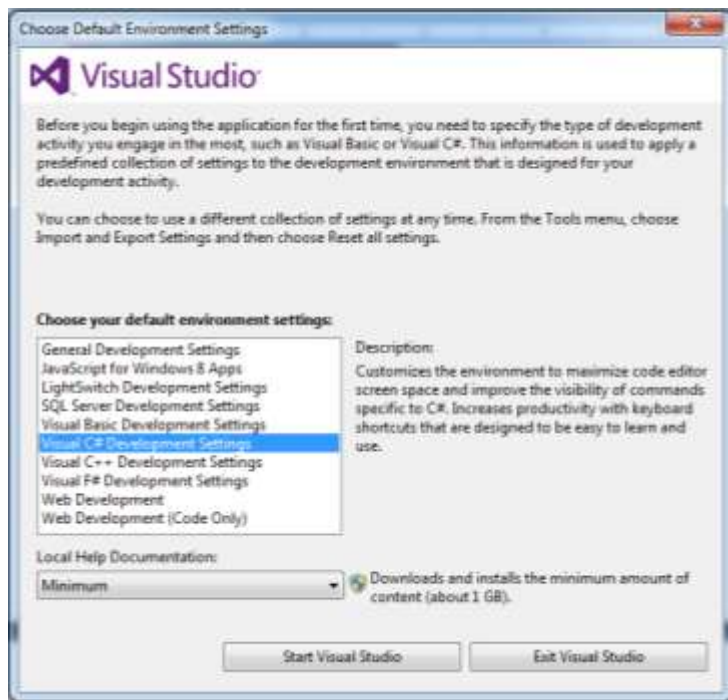 Choose Default Environment Settings
Visual Studio
Before you begin using the application for the first time, you need to specify the type of development
activity you engage in the most, such as Visual Basic or Visual C#. This information is used to apply a
predefined collection of settings to the development environment that is designed for your
development activity.
You can choose to use a different collection of settings at any time. From the Tools menu, choose
Import and Export Settings and then choose Reset all settings.
Choose your default environment settings:
General Development Settings
JavaScript for Windows 8 Apps
LightSwitch Development Settings
SQL Server Development Settings
Visual Basic Development Settings
Visual C# Development Settings
Visual C++ Development Settings
Visual F# Development Settings
Web Development
Web Development (Code Only)
Description:
Customizes the environment to maximize code editor
screen space and improve the visibility of commands
specific to C#. Increases productivity with keyboard
shortcuts that are designed to be easy to learn and
use.
Local Help Documentation:
Minimum
Downloads and installs the minimum amount of
content (about 1 GB).
Start Visual Studio
Exit Visual Studio